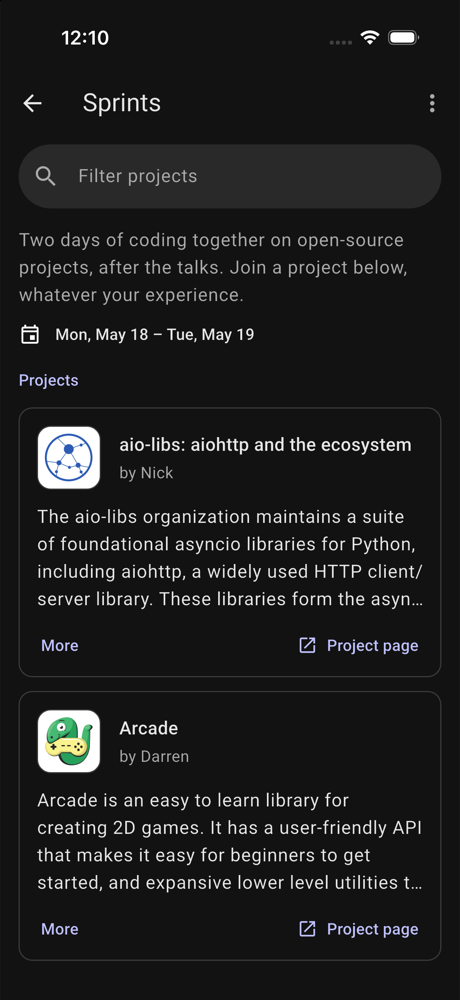 12:10
Sprints
Filter projects
Two days of coding together on open-source
projects, after the talks. Join a project below,
whatever your experience.
Mon, May 18 – Tue, May 19
Projects
aio-libs: aiohttp and the ecosystem
by Nick
The aio-libs organization maintains a suite
of foundational asyncio libraries for Python,
including aiohttp, a widely used HTTP client/
server library. These libraries form the asyn…
More
Project page
Arcade
by Darren
Arcade is an easy to learn library for
creating 2D games. It has a user-friendly API
that makes it easy for beginners to get
started, and expansive lower level utilities t…
More
Project page